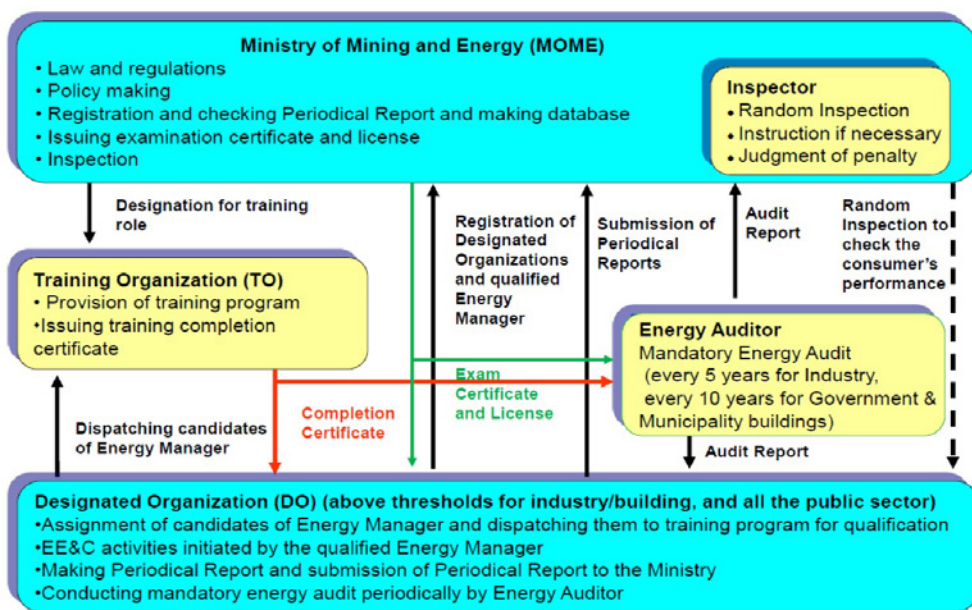 Ministry of Mining and Energy (MOME)
• Law and regulations
• Policy making
• Registration and checking Periodical Report and making database
• Issuing examination certificate and license
• Inspection
Inspector
• Random Inspection
• Instruction if necessary
• Judgment of penalty
Designation for training
role
Registration of
Designated
Organizations
and qualified
Energy
Manager
Submission of
Periodical
Reports
Audit
Report
Random
Inspection to
check the
consumer's
performance
Training Organization (TO)
• Provision of training program
•Issuing training completion
certificate
Energy Auditor
Mandatory Energy Audit
(every 5 years for Industry,
every 10 years for Government &
Municipality buildings)
Dispatching candidates
of Energy Manager
Completion
Certificate
Exam
Certificate
and License
Audit Report
Designated Organization (DO) (above thresholds for industry/building, and all the public sector)
•Assignment of candidates of Energy Manager and dispatching them to training program for qualification
•EE&C activities initiated by the qualified Energy Manager
•Making Periodical Report and submission of Periodical Report to the Ministry
•Conducting mandatory energy audit periodically by Energy Auditor